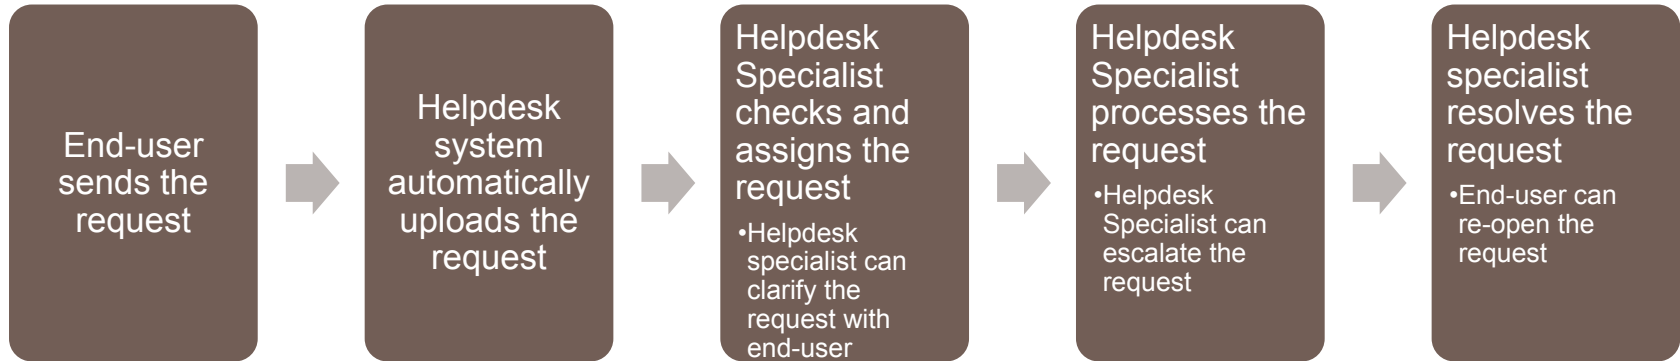 End-user
sends the
request
Helpdesk
system
automatically
uploads the
request
Helpdesk
Specialist
checks and
assigns the
request
•Helpdesk
specialist can
clarify the
request with
end-user
Helpdesk
Specialist
processes the
request
•Helpdesk
Specialist can
escalate the
request
Helpdesk
specialist
resolves the
request
•End-user can
re-open the
request